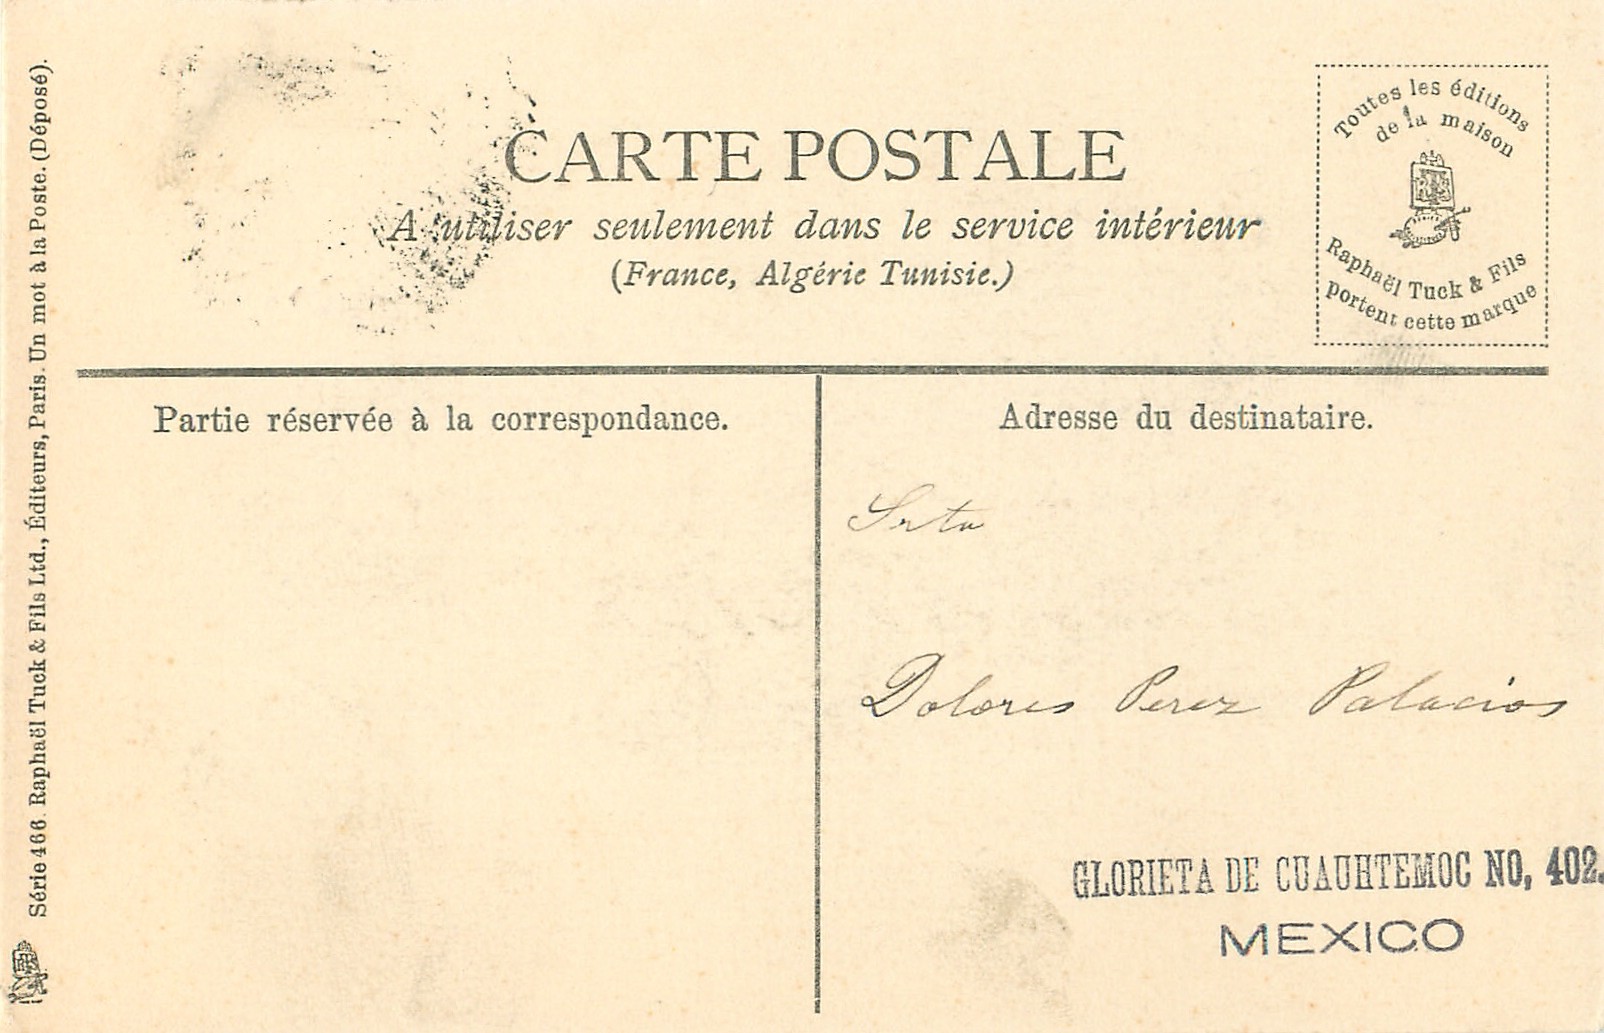 CARTE POSTALE
A utiliser seulement dans le service intérieur
(France, Algérie Tunisie.)
Toutes les éditions
de la maison
Raphaël Tuck & Fils
portent cette marque
Série 466. Raphaël Tuck & Fils Ltd., Éditeurs, Paris. Un mot à la Poste. (Déposé).
Partie réservée à la correspondance.
Adresse du destinataire.
Srta
Dolores Perez Palacios
GLORIETA DE CUAUHTEMOC NO, 402.
MEXICO